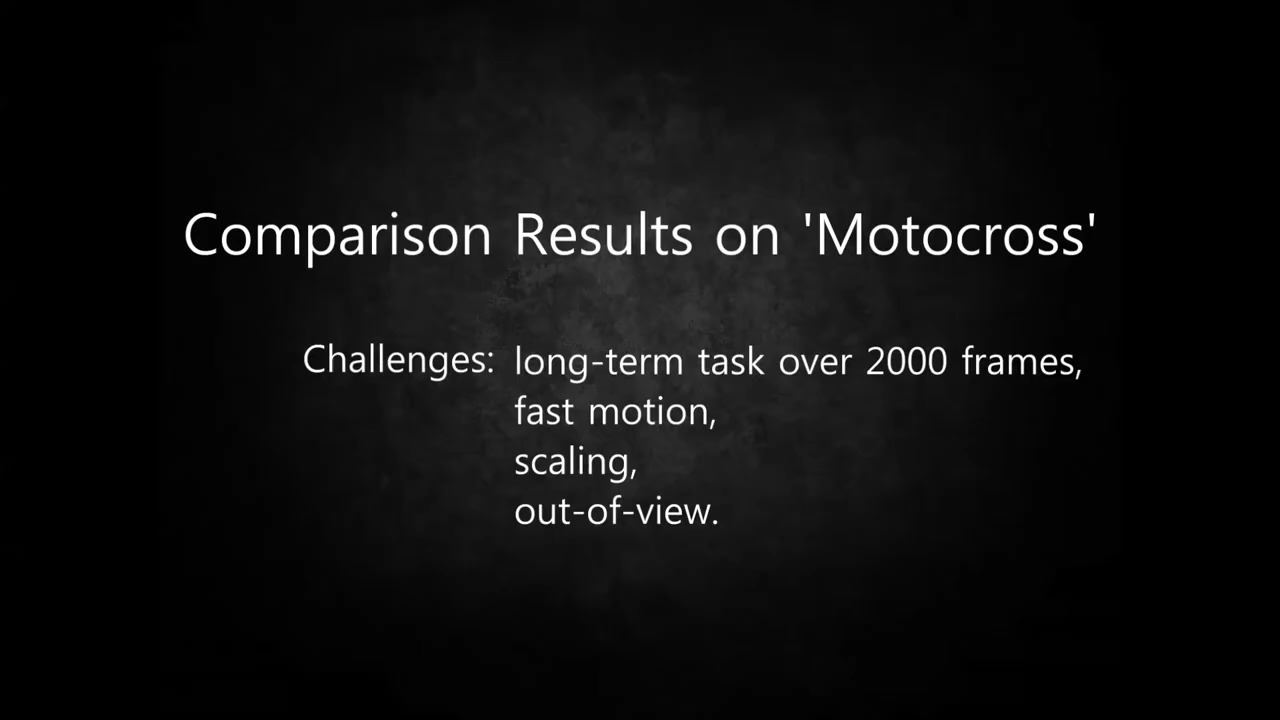 Comparison Results on 'Motocross'
Challenges: long-term task over 2000 frames,
fast motion,
scaling,
out-of-view.